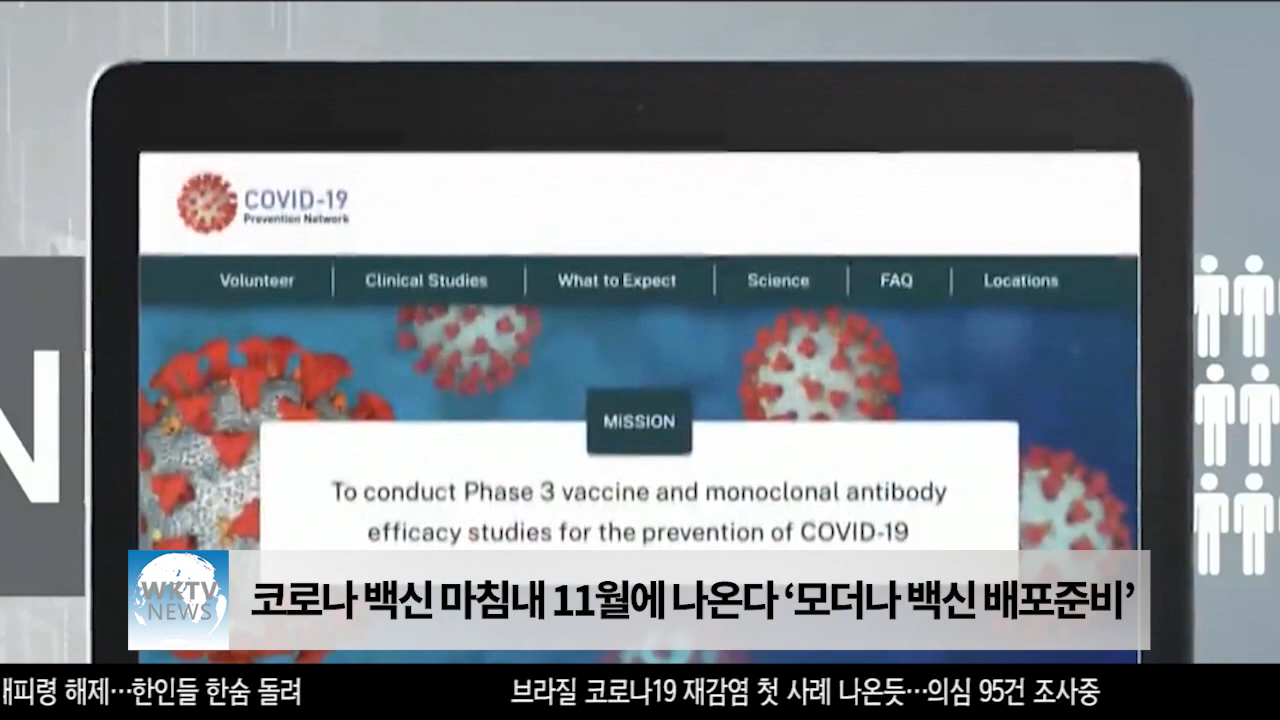 COVID-19
Prevention Network
Volunteer
Clinical Studies
What to Expect
Science
FAQ
Locations
MISSION
To conduct Phase 3 vaccine and monoclonal antibody
efficacy studies for the prevention of COVID-19
N
WKTV
NEWS
코로나 백신 마침내 11월에 나온다 ‘모더나 백신 배포준비’
대피령 해제…한인들 한숨 돌려
브라질 코로나19 재감염 첫 사례 나온듯…의심 95건 조사중